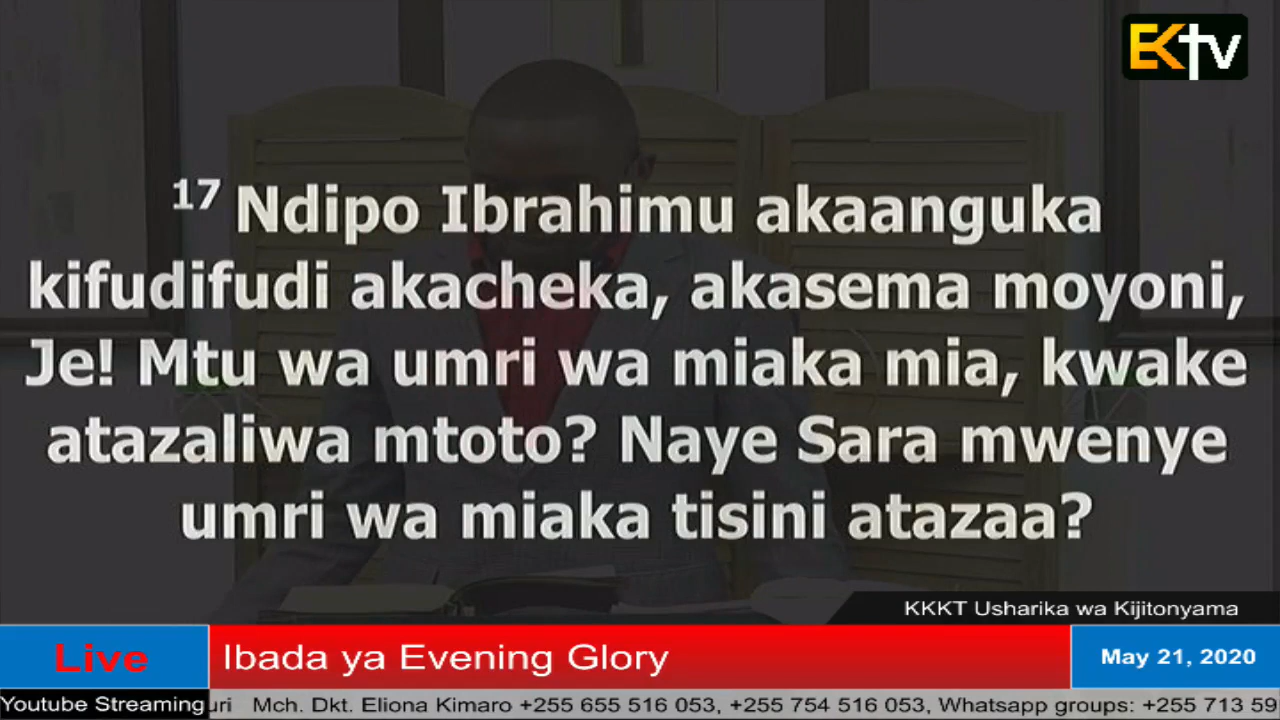 EKTV
17 Ndipo Ibrahimu akaanguka
kifudifudi akacheka, akasema moyoni,
Je! Mtu wa umri wa miaka mia, kwake
atazaliwa mtoto? Naye Sara mwenye
umri wa miaka tisini atazaa?
KKKT Usharika wa Kijitonyama
Live
Ibada ya Evening Glory
May 21, 2020
Youtube Streaming
uri Mch. Dkt. Eliona Kimaro +255 655 516 053, +255 754 516 053, Whatsapp groups: +255 713 59